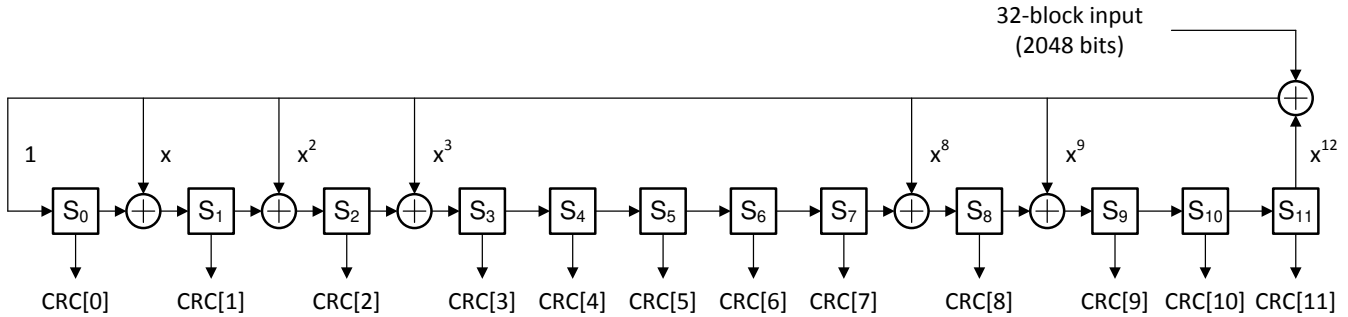 32-block input
(2048 bits)
1 x x² x³ x⁸ x⁹ x¹²
S₀ S₁ S₂ S₃ S₄ S₅ S₆ S₇ S₈ S₉ S₁₀ S₁₁
CRC[0] CRC[1] CRC[2] CRC[3] CRC[4] CRC[5] CRC[6] CRC[7] CRC[8] CRC[9] CRC[10] CRC[11]